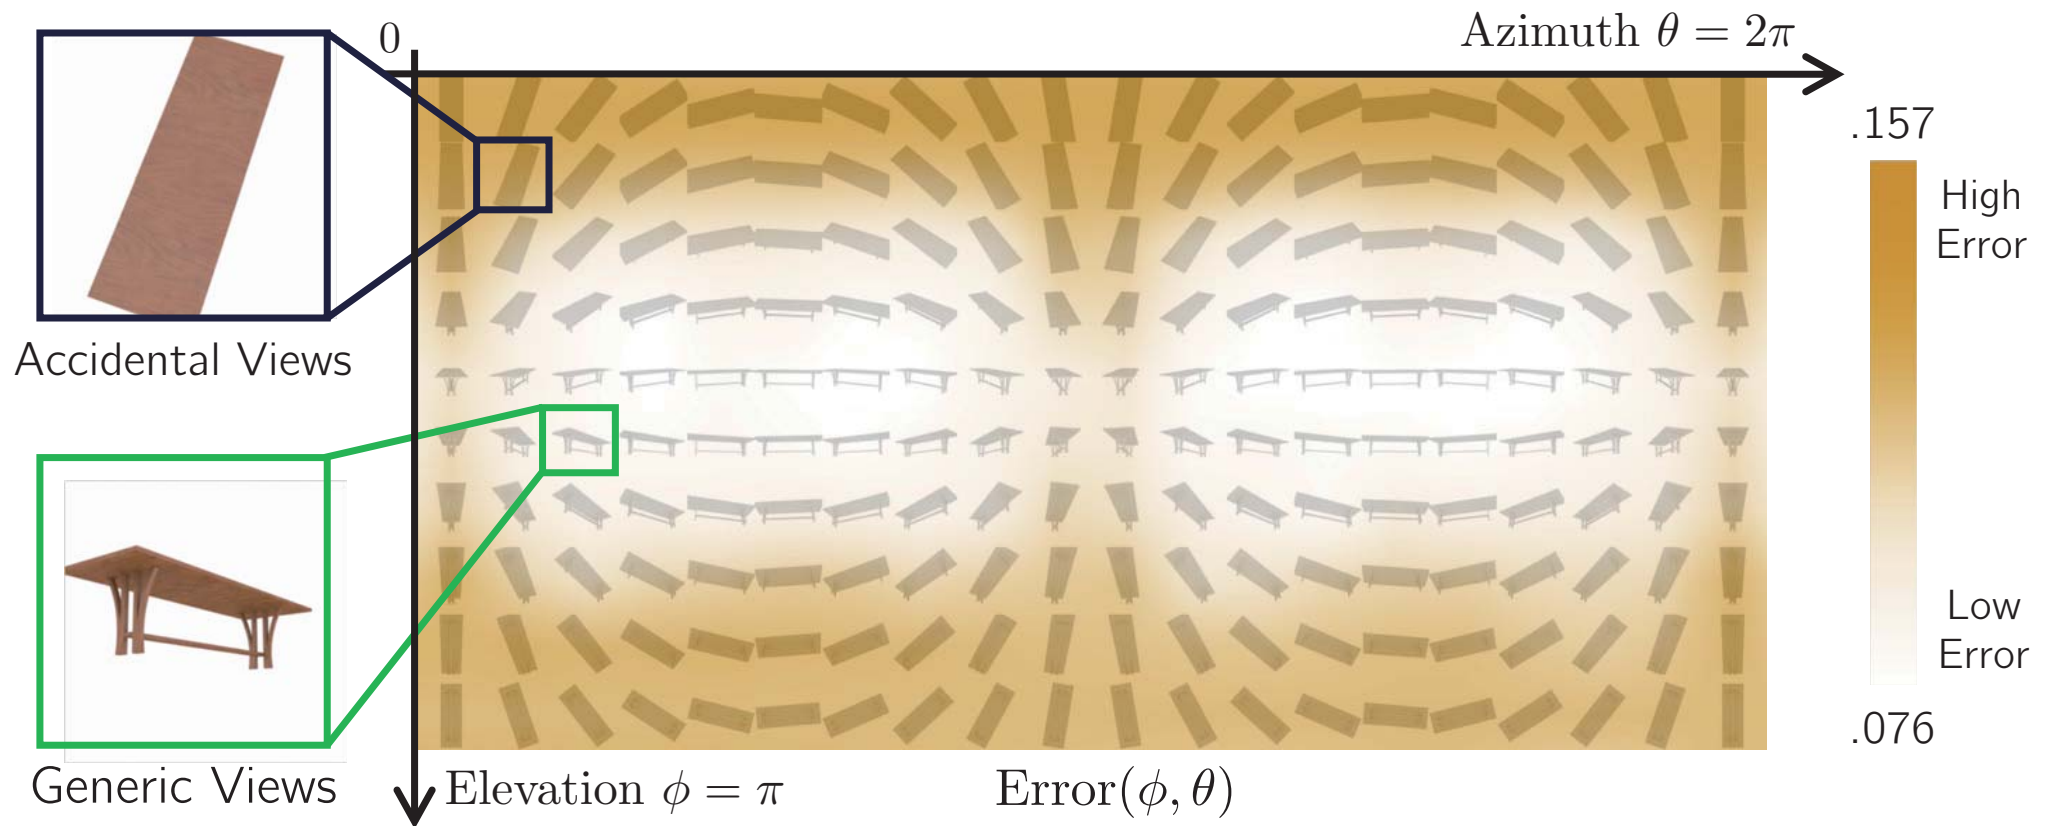 0
Azimuth θ = 2π
Accidental Views
Generic Views
Elevation ϕ = π
Error(ϕ, θ)
.157
High
Error
Low
Error
.076